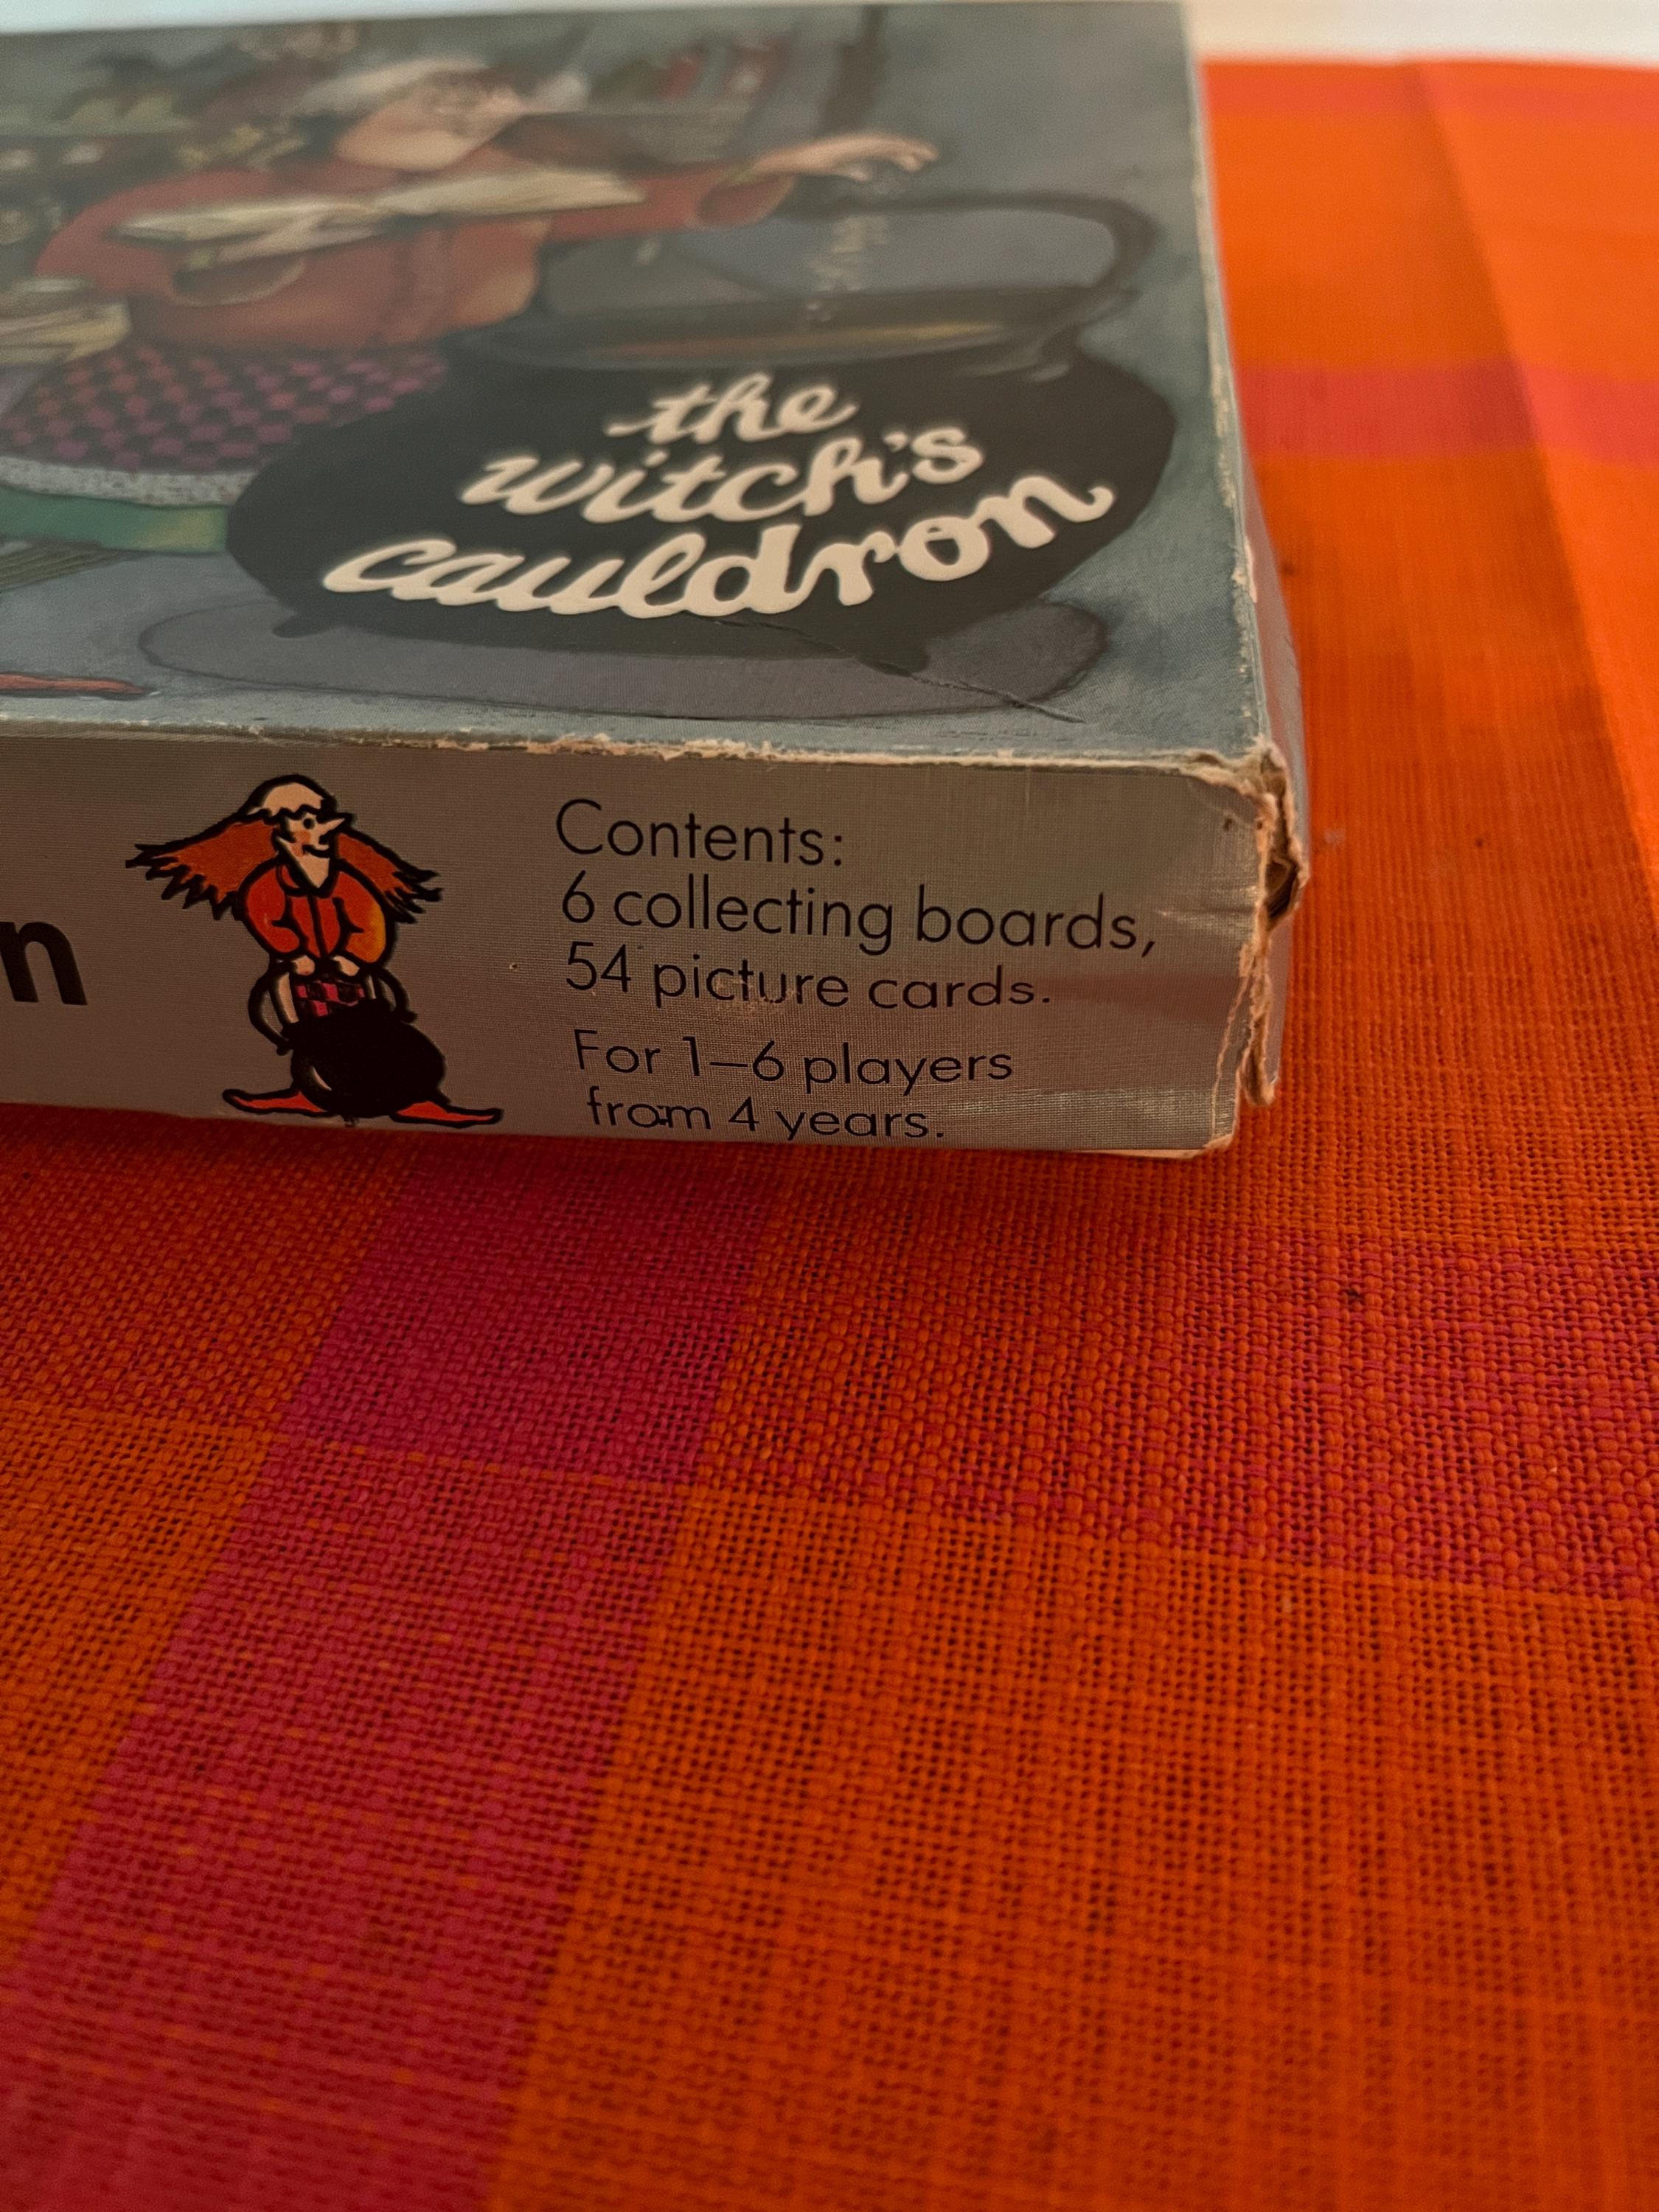 the
witch's
cauldron
n
Contents:
6 collecting boards,
54 picture cards.
For 1–6 players
from 4 years.